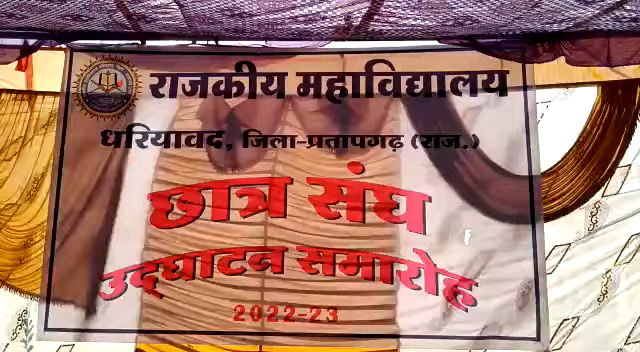 राजकीय महाविद्यालय
धरियावद, जिला-प्रतापगढ़ (राज.)
छात्र संघ
उद्घाटन समारोह
2022-23